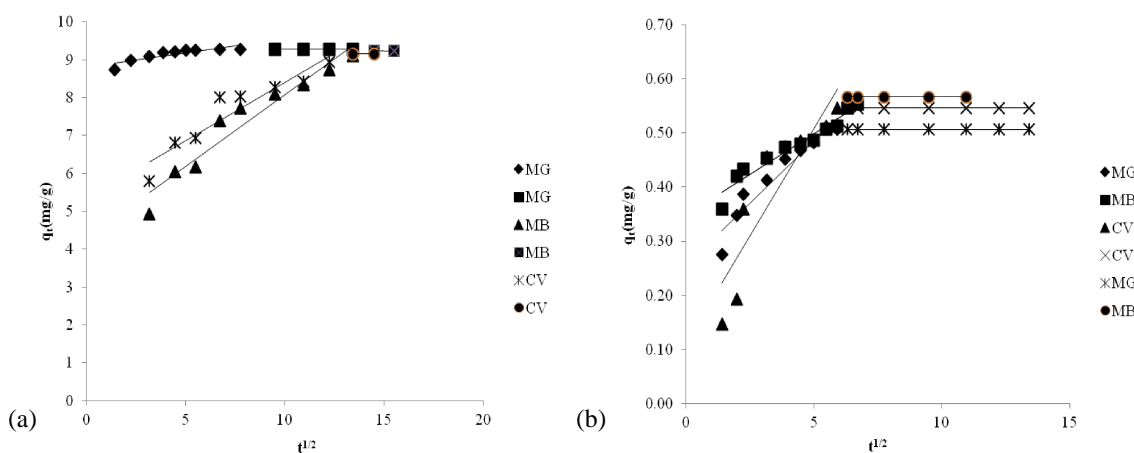 10
9
8
7
6
5
4
3
2
1
0
qt(mg/g)
0 5 10 15 20
t1/2
MG
MG
MB
MB
CV
CV
(a)
0.70
0.60
0.50
0.40
0.30
0.20
0.10
0.00
qt(mg/g)
0 5 10 15
t1/2
MG
MB
CV
CV
MG
MB
(b)